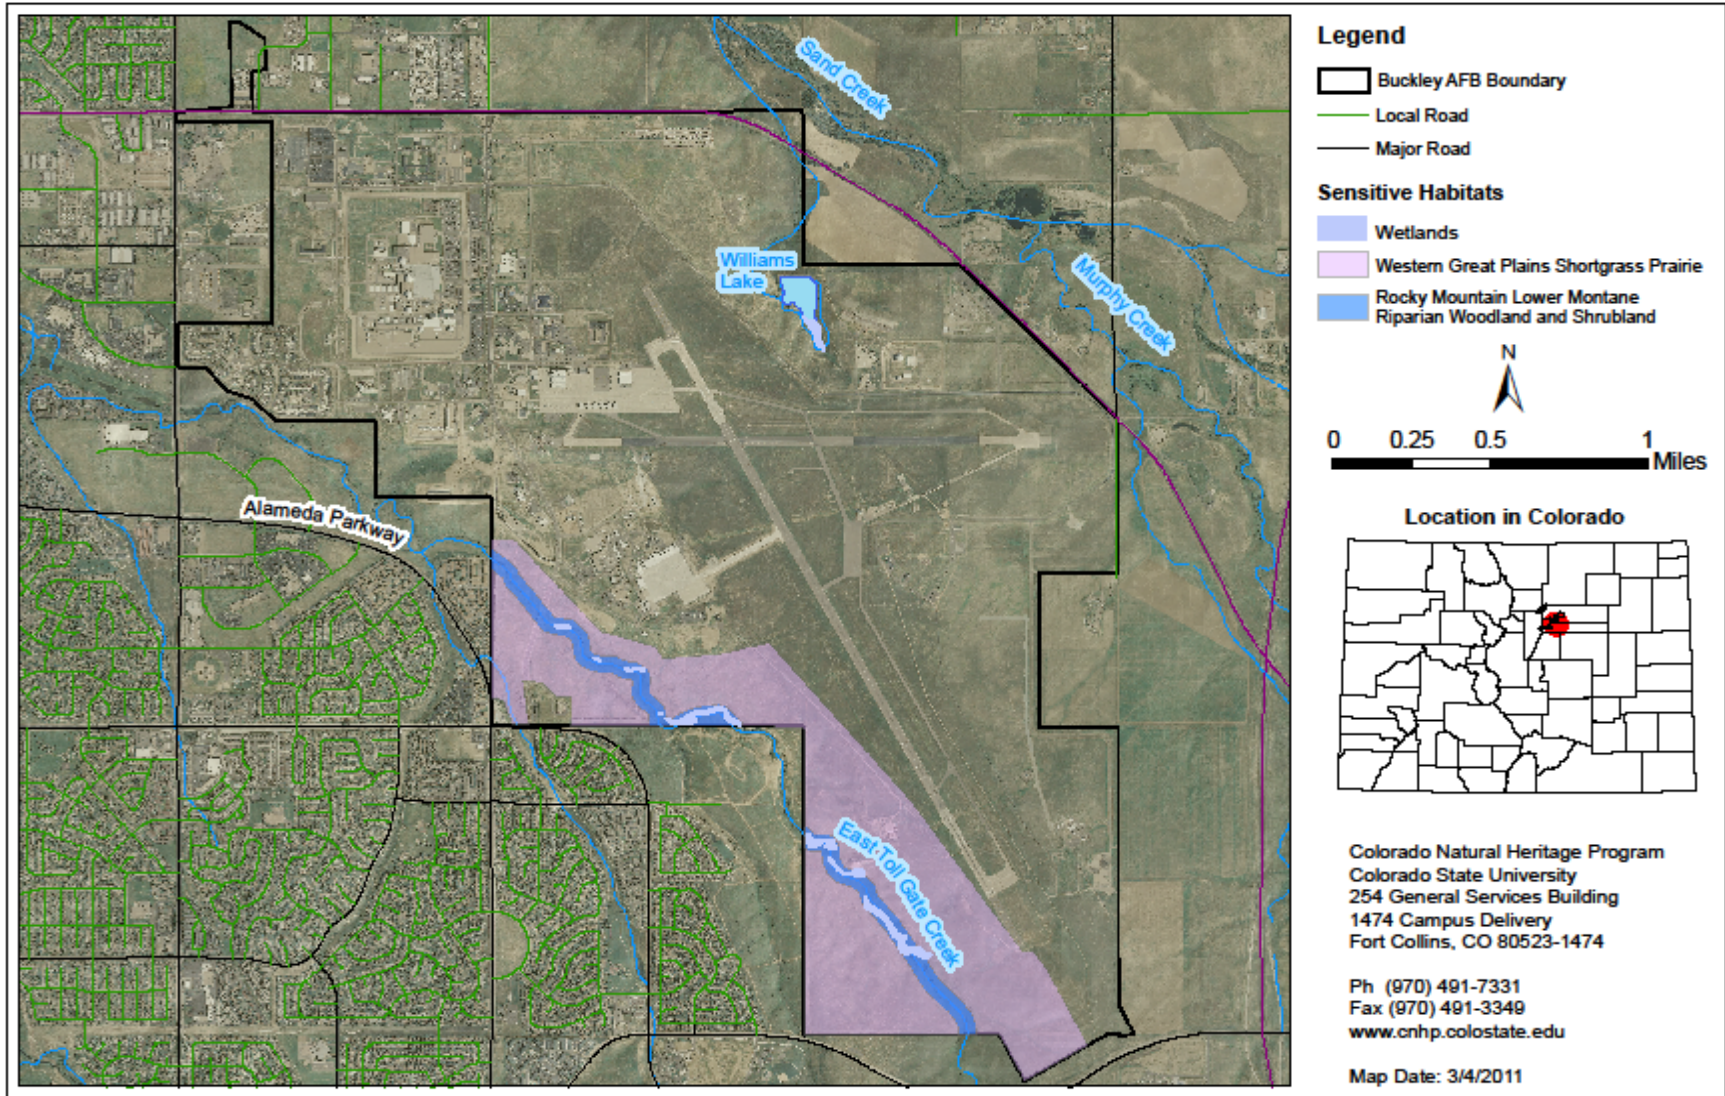 Sand Creek
Williams
Lake
Murphy Creek
Alameda Parkway
East Toll Gate Creek
Legend
Buckley AFB Boundary
Local Road
Major Road
Sensitive Habitats
Wetlands
Western Great Plains Shortgrass Prairie
Rocky Mountain Lower Montane
Riparian Woodland and Shrubland
N
0 0.25 0.5 1
Miles
Location in Colorado
Colorado Natural Heritage Program
Colorado State University
254 General Services Building
1474 Campus Delivery
Fort Collins, CO 80523-1474
Ph (970) 491-7331
Fax (970) 491-3349
www.cnhp.colostate.edu
Map Date: 3/4/2011